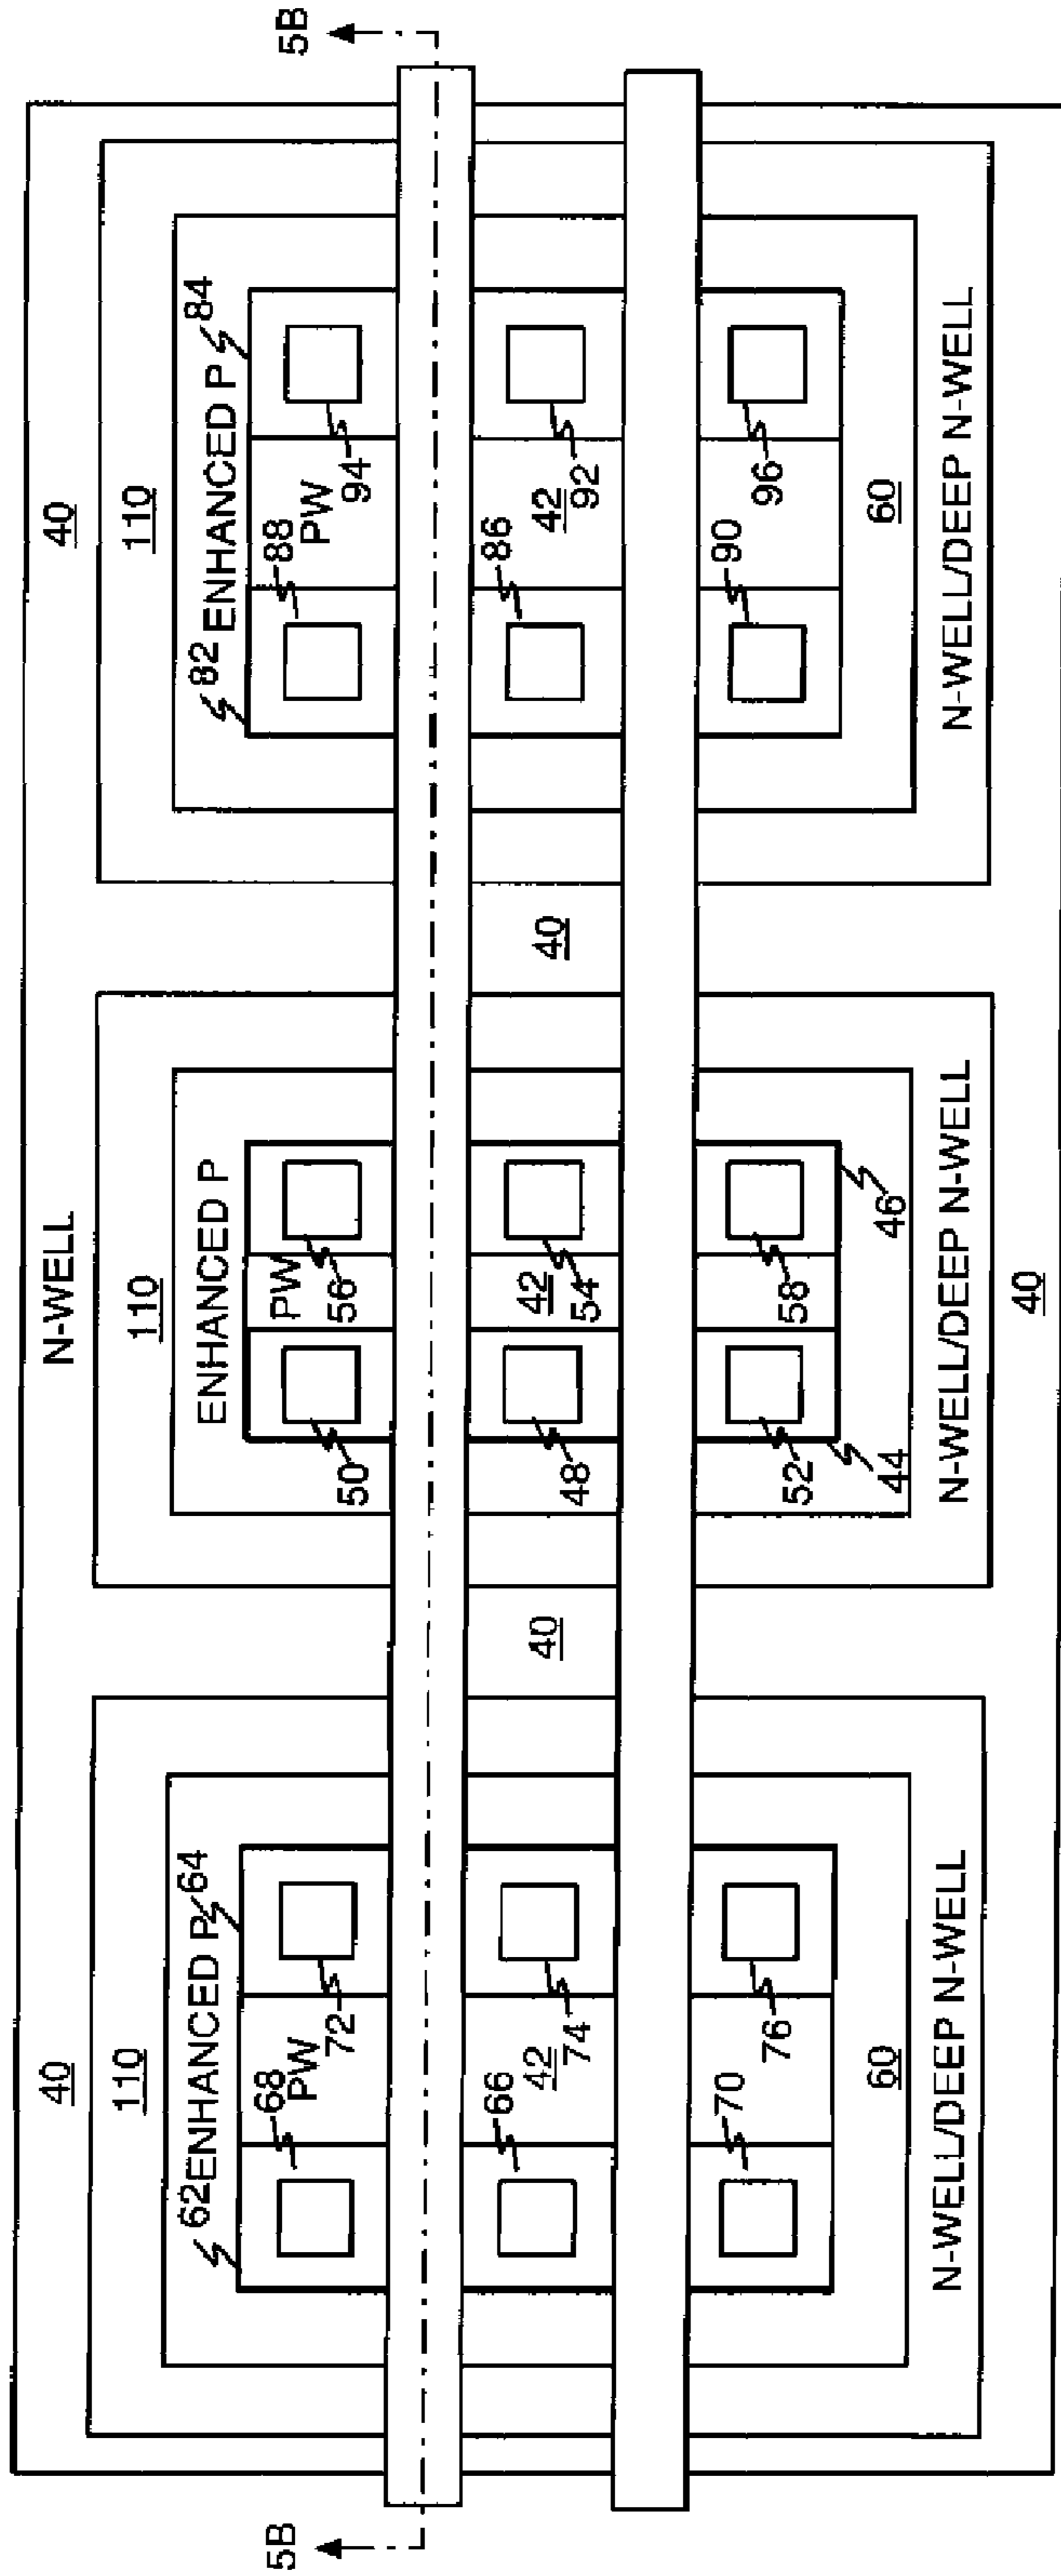 40 N-WELL 40
110 110 110
62 ENHANCED P 64 ENHANCED P 82 ENHANCED P 84
5B 5B
68 PW 72 50 PW 56 88 PW 94
66 42 74 40 48 42 54 40 86 42 92
70 76 52 58 90 96
60 44 46 60
N-WELL/DEEP N-WELL N-WELL/DEEP N-WELL N-WELL/DEEP N-WELL
40